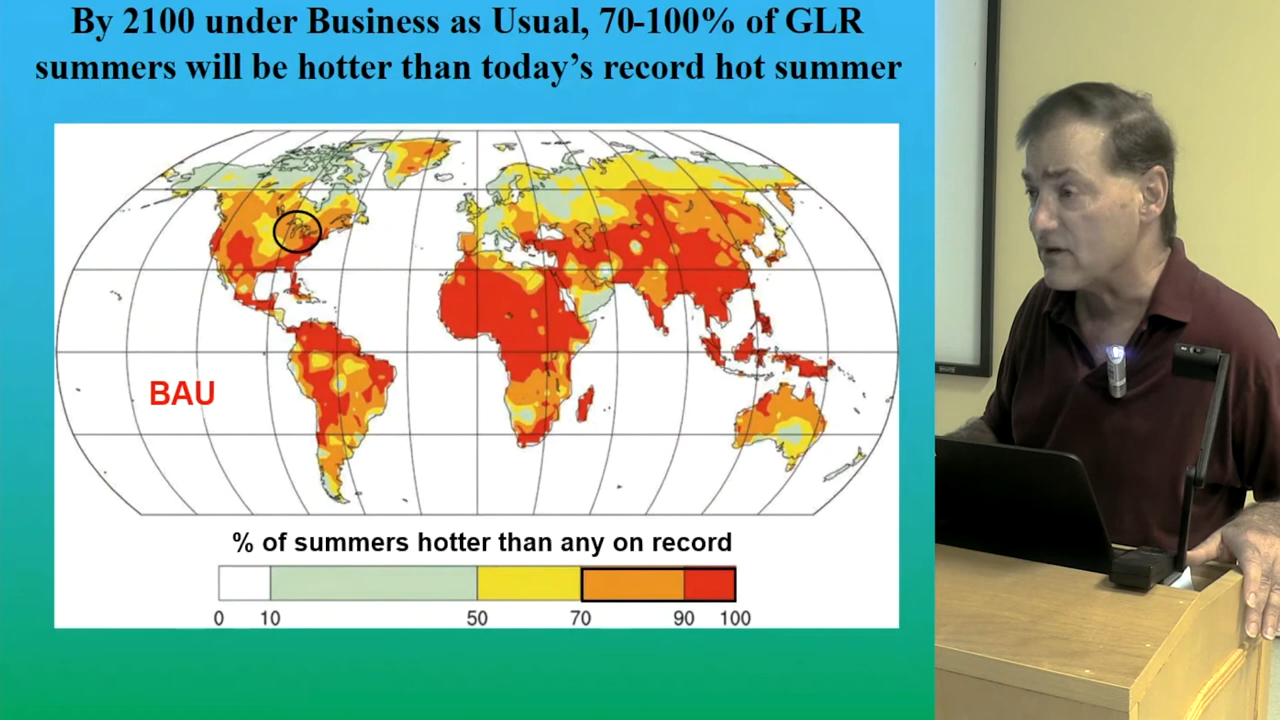 By 2100 under Business as Usual, 70-100% of GLR
summers will be hotter than today's record hot summer
BAU
% of summers hotter than any on record
0 10 50 70 90 100